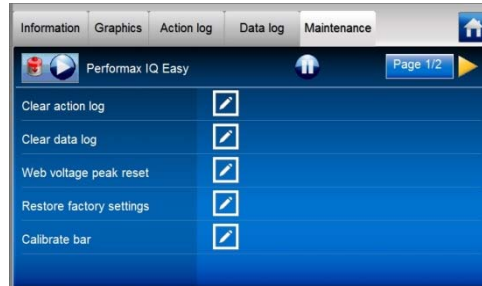 Information Graphics Action log Data log Maintenance
Performax IQ Easy Page 1/2
Clear action log
Clear data log
Web voltage peak reset
Restore factory settings
Calibrate bar